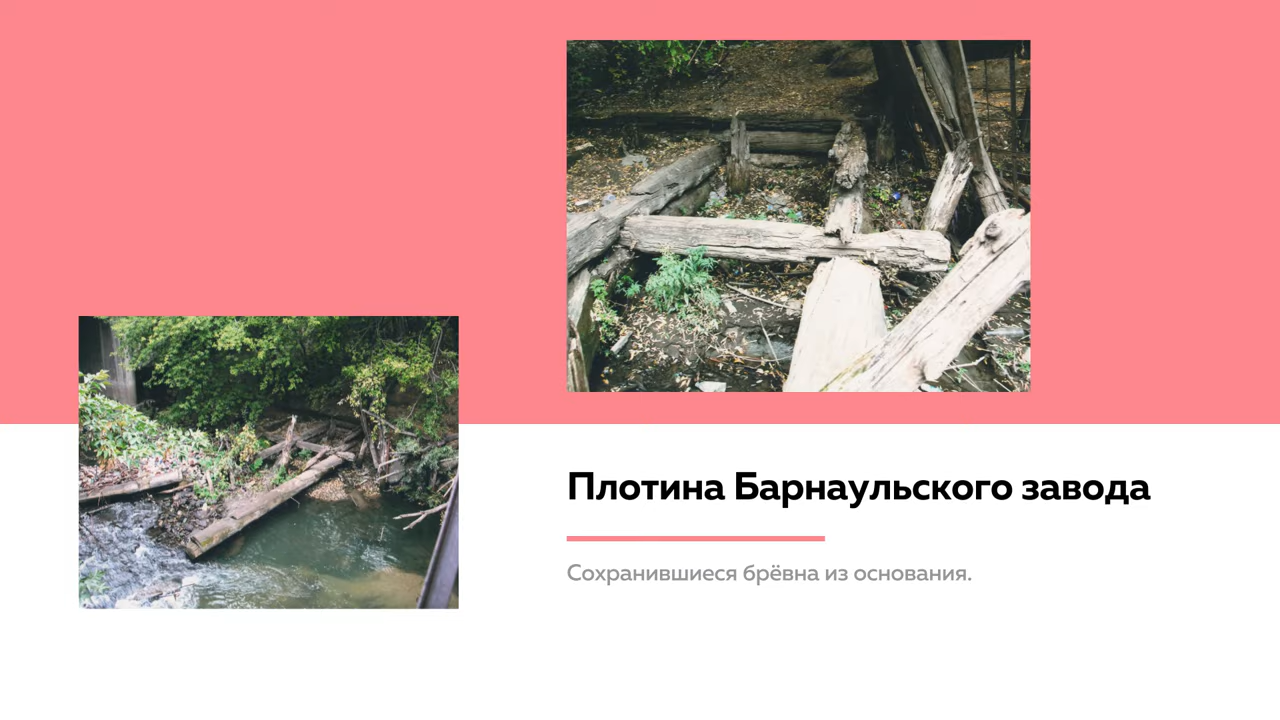 Плотина Барнаульского завода
Сохранившиеся брёвна из основания.